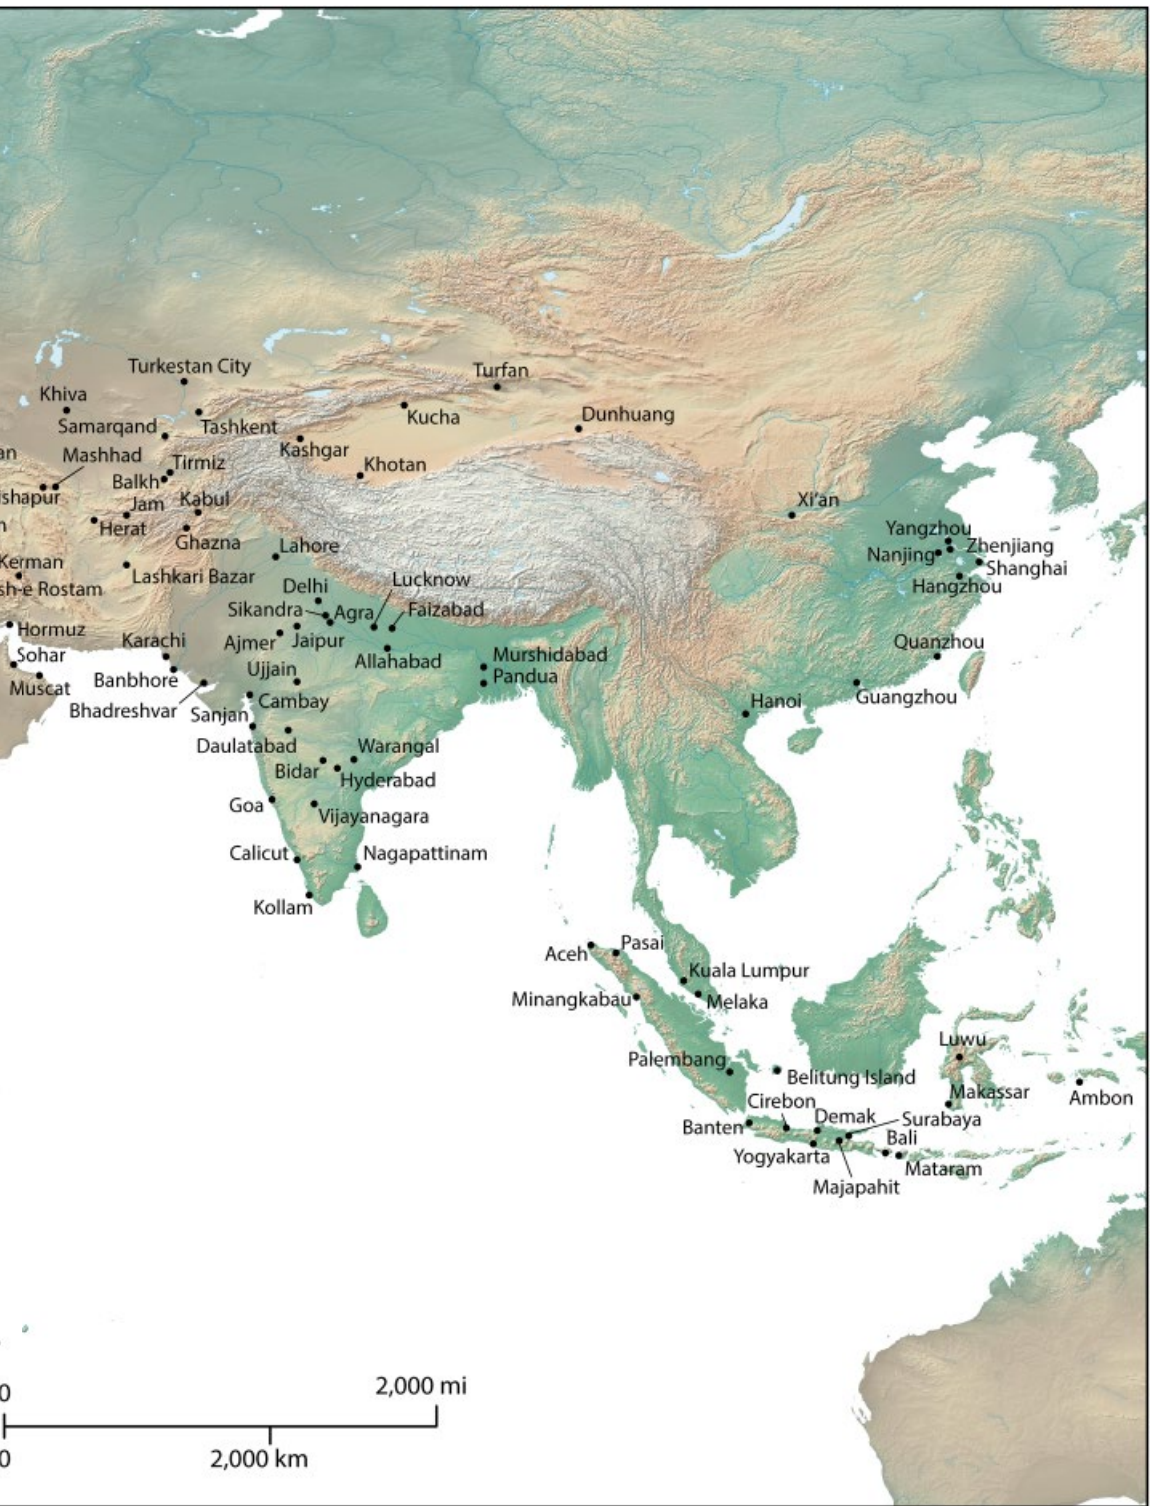 Turkestan City
Turfan
Khiva
Kucha
Dunhuang
Samarqand
Tashkent
an
Mashhad
Kashgar
Tirmiz
Khotan
Balkh
ishapur
Jam
Kabul
Xi'an
n
Herat
Yangzhou
Ghazna
Lahore
Nanjing
Zhenjiang
Kerman
Lashkari Bazar
Shanghai
sh-e Rostam
Delhi
Lucknow
Hangzhou
Sikandra
Agra
Faizabad
Hormuz
Karachi
Ajmer
Jaipur
Quanzhou
Sohar
Allahabad
Murshidabad
Muscat
Banbhore
Ujjain
Pandua
Bhadreshvar
Sanjan
Cambay
Hanoi
Guangzhou
Daulatabad
Warangal
Bidar
Hyderabad
Goa
Vijayanagara
Calicut
Nagapattinam
Kollam
Aceh
Pasai
Kuala Lumpur
Minangkabau
Melaka
Luwu
Palembang
Belitung Island
Makassar
Ambon
Cirebon
Demak
Surabaya
Banten
Bali
Yogyakarta
Mataram
Majapahit
0
2,000 mi
0
2,000 km